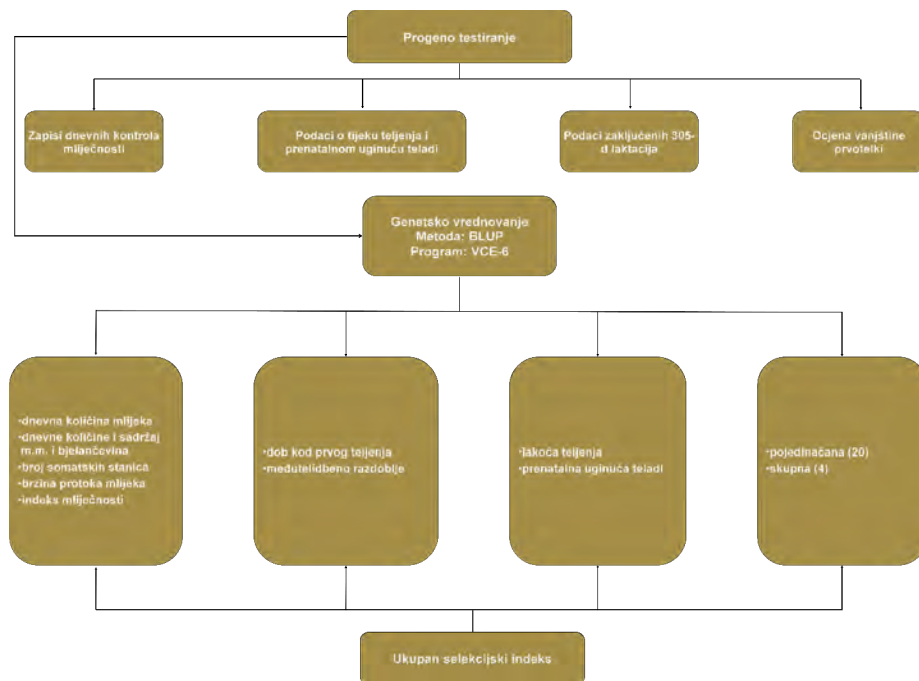 Progeno testiranje
Zapisi dnevnih kontrola
mliječnosti
Podaci o tijeku teljenja i
prenatalnom uginuću teladi
Podaci zaključenih 305-
d laktacija
Ocjena vanjštine
prvotelki
Genetsko vrednovanje
Metoda: BLUP
Program: VCE-6
•dnevna količina mlijeka
•dnevne količine i sadržaj
m.m. i bjelančevina
•broj somatskih stanica
•brzina protoka mlijeka
•indeks mliječnosti
•dob kod prvog teljenja
•međutelidbeno razdoblje
•lakoća teljenja
•prenatalna uginuća teladi
•pojedinačana (20)
•skupna (4)
Ukupan selekcijski indeks